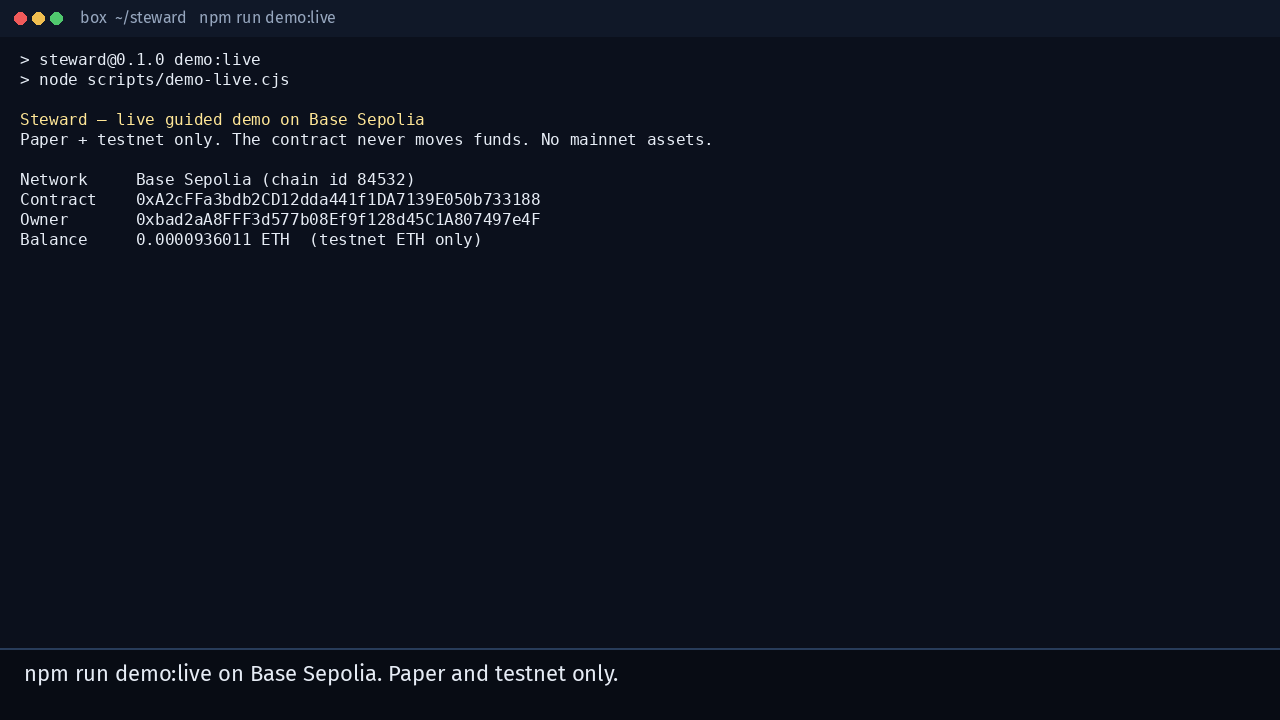 box ~/steward npm run demo:live
> steward@0.1.0 demo:live
> node scripts/demo-live.cjs
Steward — live guided demo on Base Sepolia
Paper + testnet only. The contract never moves funds. No mainnet assets.
Network Base Sepolia (chain id 84532)
Contract 0xA2cFFa3bdb2CD12dda441f1DA7139E050b733188
Owner 0xbad2aA8FFF3d577b08Ef9f128d45C1A807497e4F
Balance 0.0000936011 ETH (testnet ETH only)
npm run demo:live on Base Sepolia. Paper and testnet only.